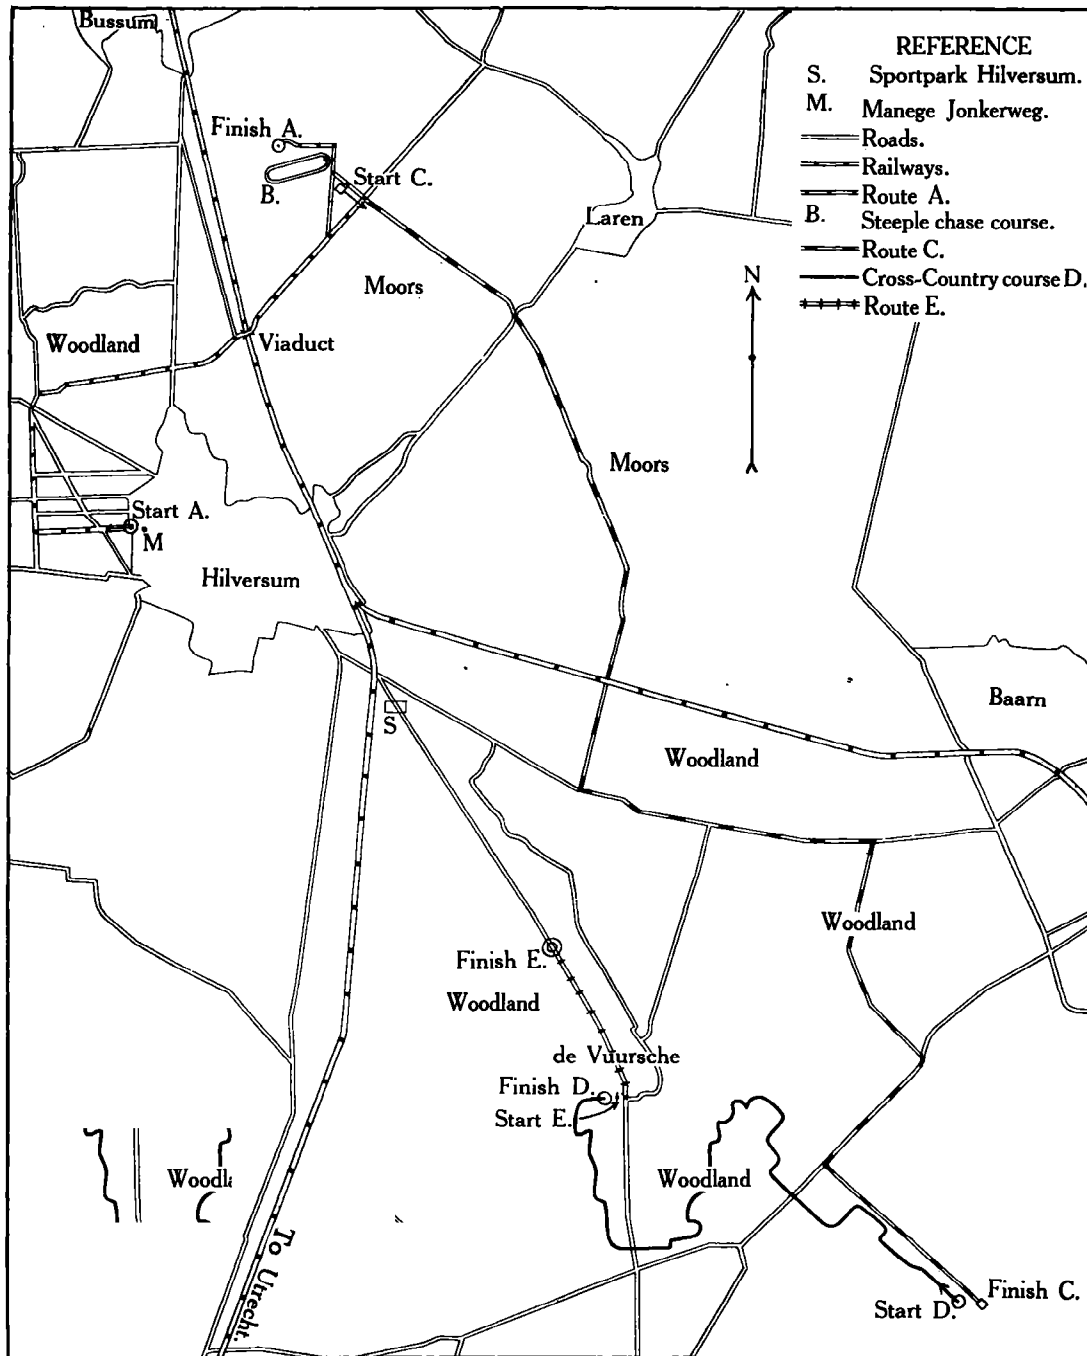 Bussum
REFERENCE
S. Sportpark Hilversum.
M. Manege Jonkerweg.
Roads.
Railways.
Route A.
B. Steeple chase course.
Route C.
Cross-Country course D.
Route E.
Finish A.
B.
Start C.
Laren
N
Moors
Woodland
Viaduct
Moors
Start A.
M
Hilversum
Baarn
S
Woodland
Woodland
Finish E.
Woodland
de Vuursche
Finish D.
Start E.
Woodl
Woodland
To Utrecht.
Finish C.
Start D.